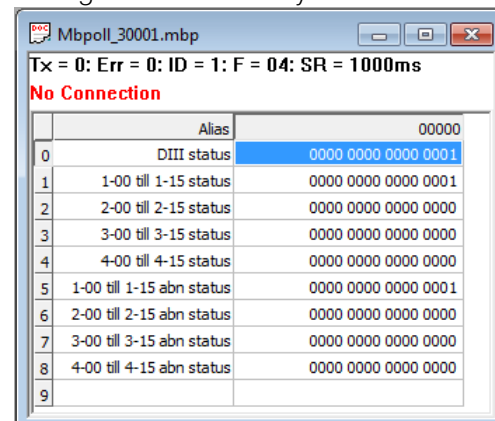 Mbpoll_30001.mbp
Tx = 0: Err = 0: ID = 1: F = 04: SR = 1000ms
No Connection
Alias 00000
0 DIII status 0000 0000 0000 0001
1 1-00 till 1-15 status 0000 0000 0000 0001
2 2-00 till 2-15 status 0000 0000 0000 0000
3 3-00 till 3-15 status 0000 0000 0000 0000
4 4-00 till 4-15 status 0000 0000 0000 0000
5 1-00 till 1-15 abn status 0000 0000 0000 0001
6 2-00 till 2-15 abn status 0000 0000 0000 0000
7 3-00 till 3-15 abn status 0000 0000 0000 0000
8 4-00 till 4-15 abn status 0000 0000 0000 0000
9